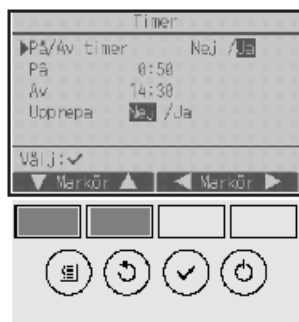 Timer
▶På/Av timer Nej /Ja
På 0:50
Av 14:30
Upprepa Nej /Ja
Välj:✔
▼ Markör ▲ ◀ Markör ▶